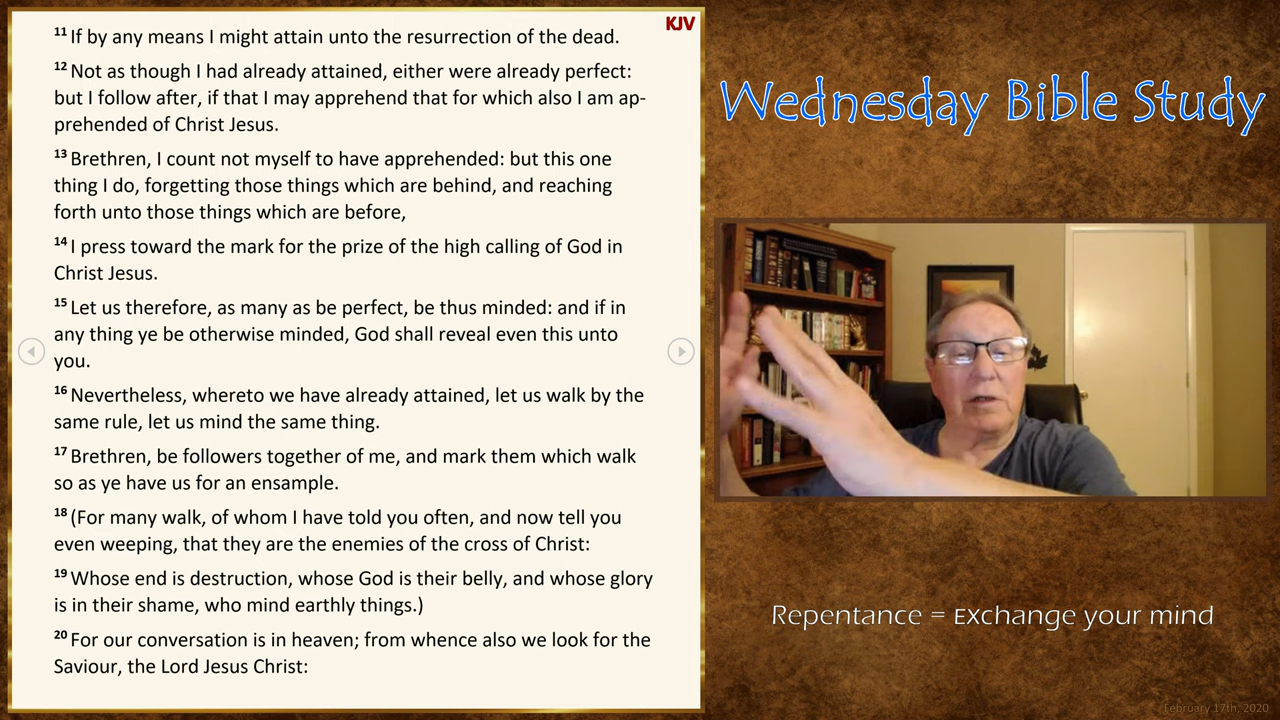 KJV
11 If by any means I might attain unto the resurrection of the dead.
12 Not as though I had already attained, either were already perfect:
but I follow after, if that I may apprehend that for which also I am ap-
prehended of Christ Jesus.
13 Brethren, I count not myself to have apprehended: but this one
thing I do, forgetting those things which are behind, and reaching
forth unto those things which are before,
14 I press toward the mark for the prize of the high calling of God in
Christ Jesus.
15 Let us therefore, as many as be perfect, be thus minded: and if in
any thing ye be otherwise minded, God shall reveal even this unto
you.
16 Nevertheless, whereto we have already attained, let us walk by the
same rule, let us mind the same thing.
17 Brethren, be followers together of me, and mark them which walk
so as ye have us for an ensample.
18 (For many walk, of whom I have told you often, and now tell you
even weeping, that they are the enemies of the cross of Christ:
19 Whose end is destruction, whose God is their belly, and whose glory
is in their shame, who mind earthly things.)
20 For our conversation is in heaven; from whence also we look for the
Saviour, the Lord Jesus Christ:
Wednesday Bible Study
Repentance = EXchange your mind
February 17th, 2020